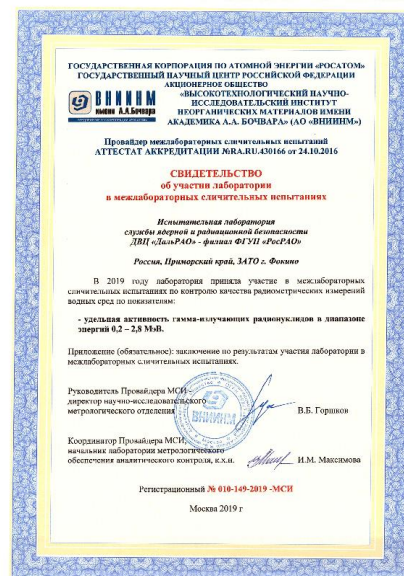 ГОСУДАРСТВЕННАЯ КОРПОРАЦИЯ ПО АТОМНОЙ ЭНЕРГИИ «РОСАТОМ»
ГОСУДАРСТВЕННЫЙ НАУЧНЫЙ ЦЕНТР РОССИЙСКОЙ ФЕДЕРАЦИИ
АКЦИОНЕРНОЕ ОБЩЕСТВО
ВНИИНМ
имени А.А.Бочвара
«ВЫСОКОТЕХНОЛОГИЧЕСКИЙ НАУЧНО-
ИССЛЕДОВАТЕЛЬСКИЙ ИНСТИТУТ
НЕОРГАНИЧЕСКИХ МАТЕРИАЛОВ ИМЕНИ
АКАДЕМИКА А.А. БОЧВАРА» (АО «ВНИИНМ»)
Провайдер межлабораторных сличительных испытаний
АТТЕСТАТ АККРЕДИТАЦИИ №RA.RU.430166 от 24.10.2016
СВИДЕТЕЛЬСТВО
об участии лаборатории
в межлабораторных сличительных испытаниях
Испытательная лаборатория
службы ядерной и радиационной безопасности
ДВЦ «ДальРАО» - филиал ФГУП «РосРАО»
Россия, Приморский край, ЗАТО г. Фокино
В 2019 году лаборатория приняла участие в межлабораторных
сличительных испытаниях по контролю качества радиометрических измерений
водных сред по показателям:
- удельная активность гамма-излучающих радионуклидов в диапазоне
энергий 0,2 – 2,8 МэВ.
Приложение (обязательное): заключение по результатам участия лаборатории в
межлабораторных сличительных испытаниях.
Руководитель Провайдера МСИ -
директор научно-исследовательского
метрологического отделения В.Б. Горшков
ВНИИНМ
Координатор Провайдера МСИ,
начальник лаборатории метрологического
обеспечения аналитического контроля, к.х.н. И.М. Максимова
Регистрационный № 010-149-2019 -МСИ
Москва 2019 г